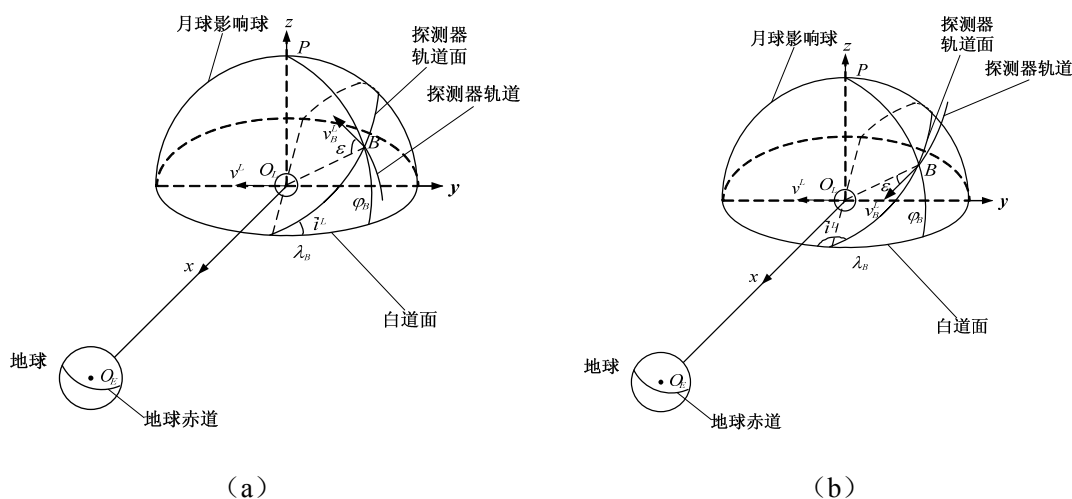 月球影响球
z
P
探测器
轨道面
探测器轨道
v_B^L
B
ε
v^L
O_L
y
φ_B
i^L
λ_B
x
白道面
地球
O_E
地球赤道
(a)
月球影响球
z
P
探测器
轨道面
探测器轨道
B
ε
v^L
O_L
v_B^L
y
φ_B
i^L
λ_B
x
白道面
地球
O_E
地球赤道
(b)